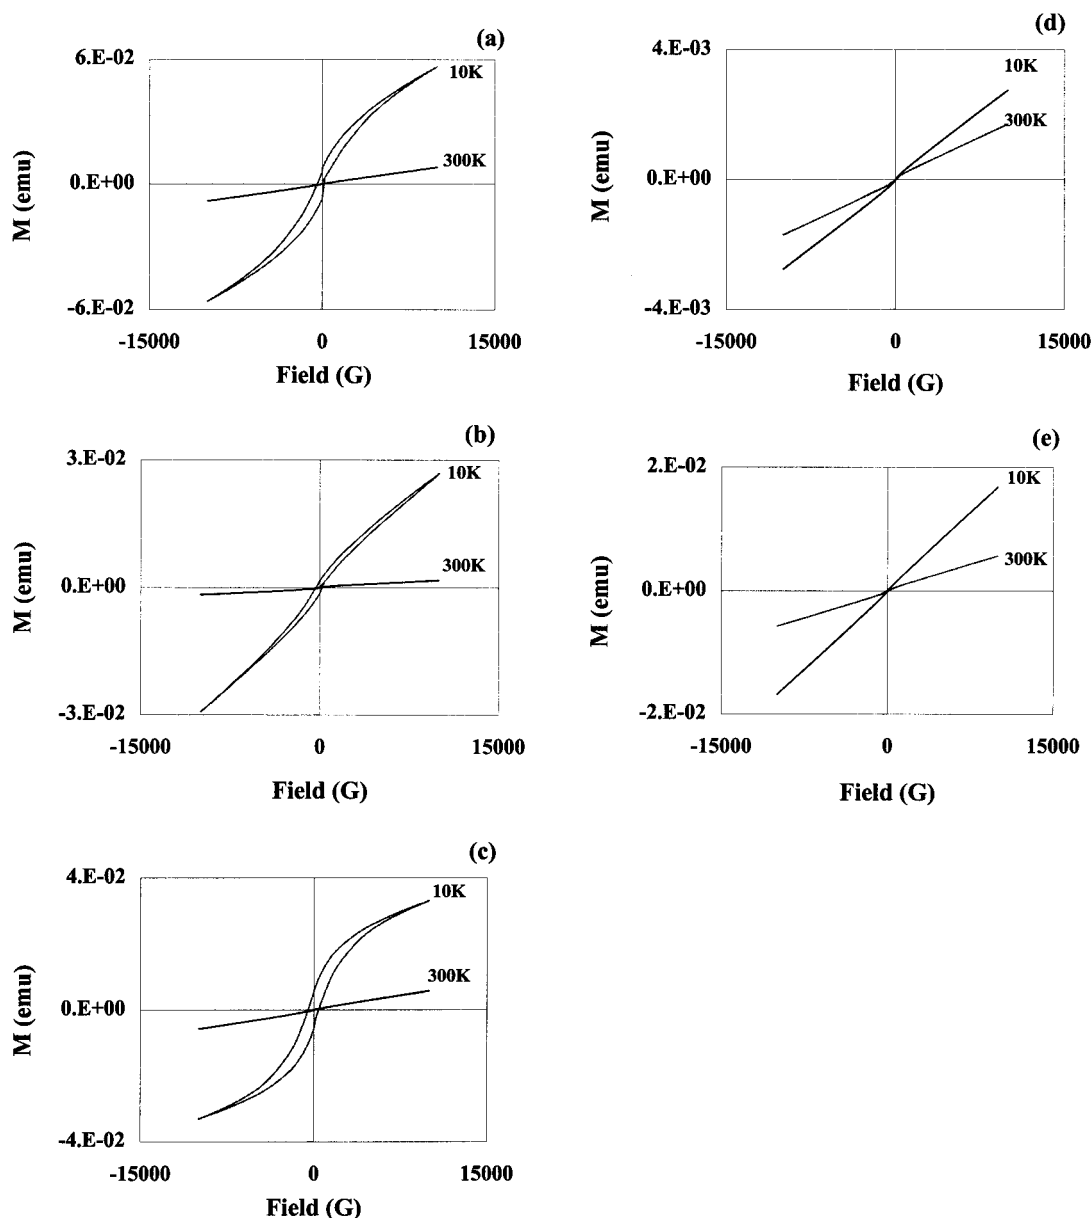 (a)
6.E-02
10K
300K
0.E+00
M (emu)
-6.E-02
-15000 0 15000
Field (G)
(b)
3.E-02
10K
300K
0.E+00
M (emu)
-3.E-02
-15000 0 15000
Field (G)
(c)
4.E-02
10K
300K
0.E+00
M (emu)
-4.E-02
-15000 0 15000
Field (G)
(d)
4.E-03
10K
300K
0.E+00
M (emu)
-4.E-03
-15000 0 15000
Field (G)
(e)
2.E-02
10K
300K
0.E+00
M (emu)
-2.E-02
-15000 0 15000
Field (G)